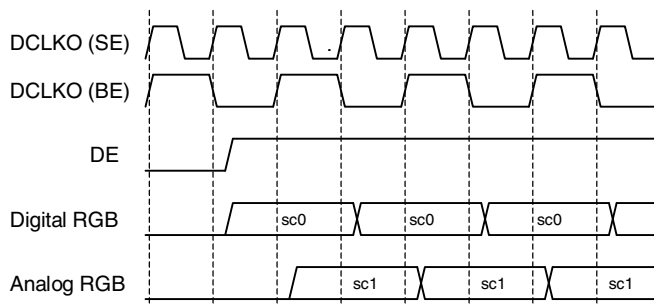 DCLKO (SE)
DCLKO (BE)
DE
Digital RGB sc0 sc0 sc0
Analog RGB sc1 sc1 sc1